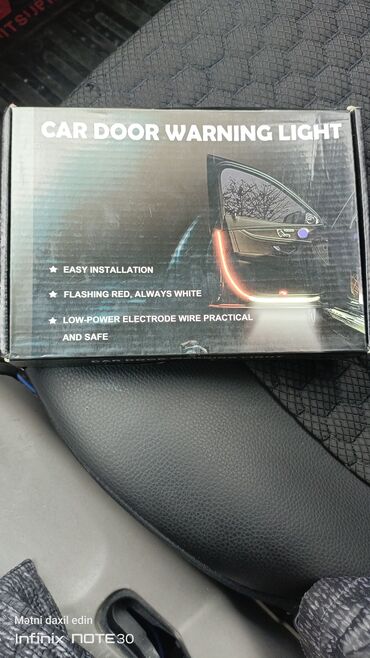 CAR DOOR WARNING LIGHT
★ EASY INSTALLATION
★ FLASHING RED, ALWAYS WHITE
★ LOW-POWER ELECTRODE WIRE PRACTICAL
AND SAFE
Mətni daxil edin
Infinix NOTE30